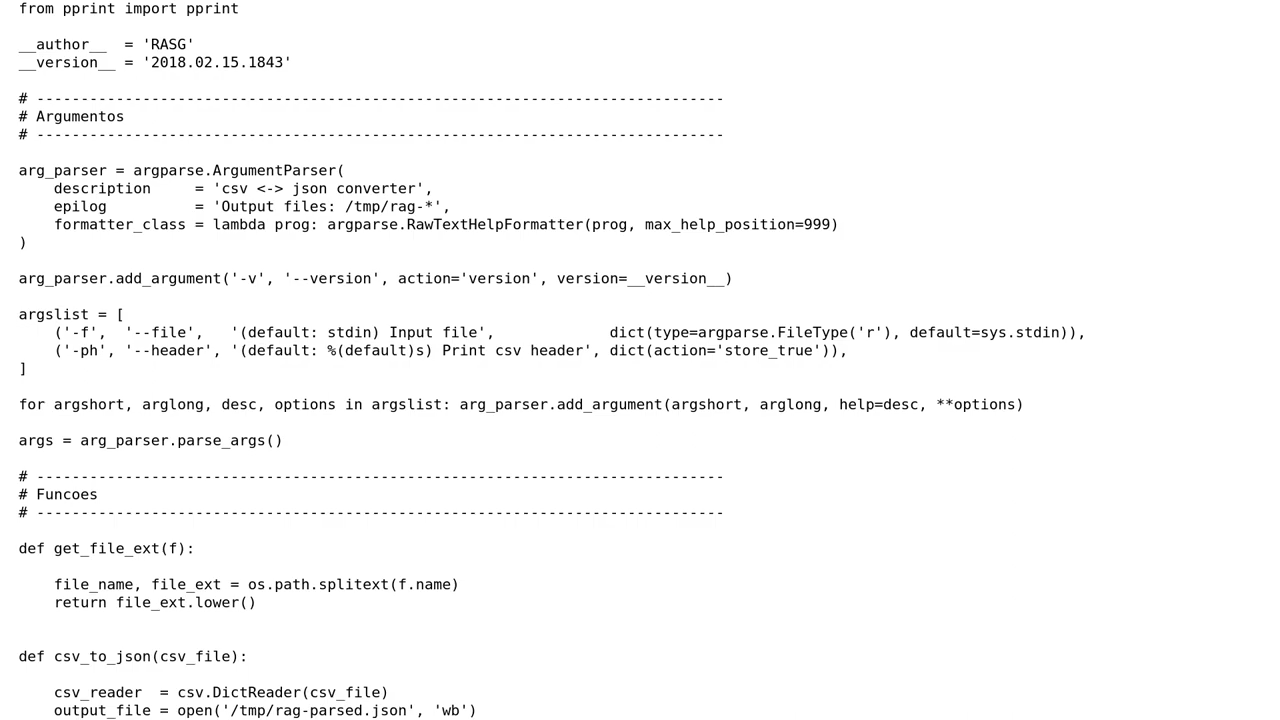 from pprint import pprint

__author__  = 'RASG'
__version__ = '2018.02.15.1843'

# ------------------------------------------------------------------------------
# Argumentos
# ------------------------------------------------------------------------------

arg_parser = argparse.ArgumentParser(
    description     = 'csv <-> json converter',
    epilog          = 'Output files: /tmp/rag-*',
    formatter_class = lambda prog: argparse.RawTextHelpFormatter(prog, max_help_position=999)
)

arg_parser.add_argument('-v', '--version', action='version', version=__version__)

argslist = [
    ('-f',  '--file',   '(default: stdin) Input file',             dict(type=argparse.FileType('r'), default=sys.stdin)),
    ('-ph', '--header', '(default: %(default)s) Print csv header', dict(action='store_true')),
]

for argshort, arglong, desc, options in argslist: arg_parser.add_argument(argshort, arglong, help=desc, **options)

args = arg_parser.parse_args()

# ------------------------------------------------------------------------------
# Funcoes
# ------------------------------------------------------------------------------

def get_file_ext(f):

    file_name, file_ext = os.path.splitext(f.name)
    return file_ext.lower()


def csv_to_json(csv_file):

    csv_reader  = csv.DictReader(csv_file)
    output_file = open('/tmp/rag-parsed.json', 'wb')